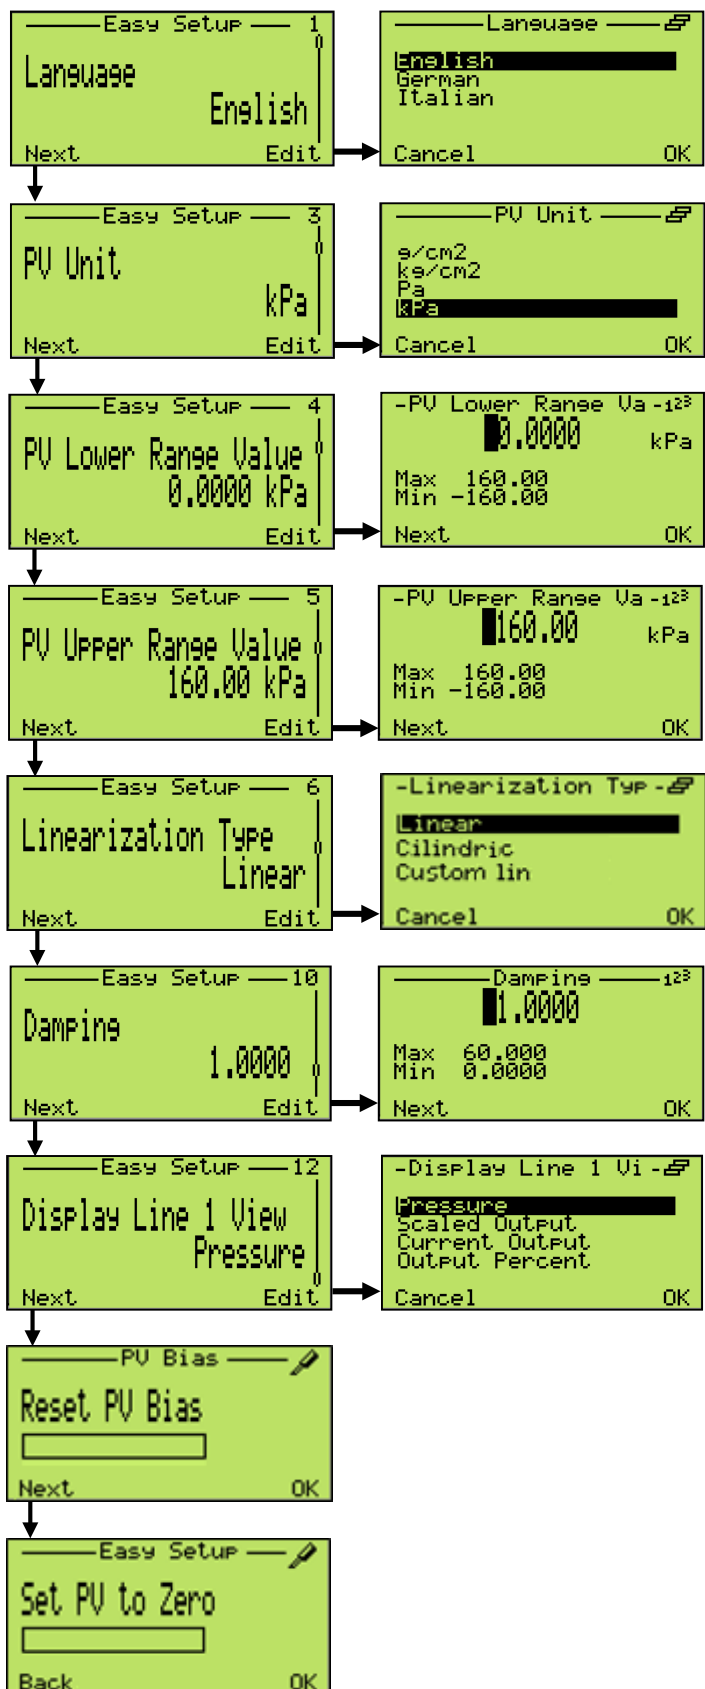 Easy Setup 1
Language
English
Next Edit
Language
English
German
Italian
Cancel OK
Easy Setup 3
PV Unit
kPa
Next Edit
PV Unit
g/cm2
kg/cm2
Pa
kPa
Cancel OK
Easy Setup 4
PV Lower Range Value
0.0000 kPa
Next Edit
-PV Lower Range Va-123
0.0000 kPa
Max 160.00
Min -160.00
Next OK
Easy Setup 5
PV Upper Range Value
160.00 kPa
Next Edit
-PV Upper Range Va-123
160.00 kPa
Max 160.00
Min -160.00
Next OK
Easy Setup 6
Linearization Type
Linear
Next Edit
-Linearization Typ-
Linear
Cilindric
Custom lin
Cancel OK
Easy Setup 10
Damping
1.0000
Next Edit
Damping 123
1.0000
Max 60.000
Min 0.0000
Next OK
Easy Setup 12
Display Line 1 View
Pressure
Next Edit
-Display Line 1 Vi-
Pressure
Scaled Output
Current Output
Output Percent
Cancel OK
PV Bias
Reset PV Bias
Next OK
Easy Setup
Set PV to Zero
Back OK